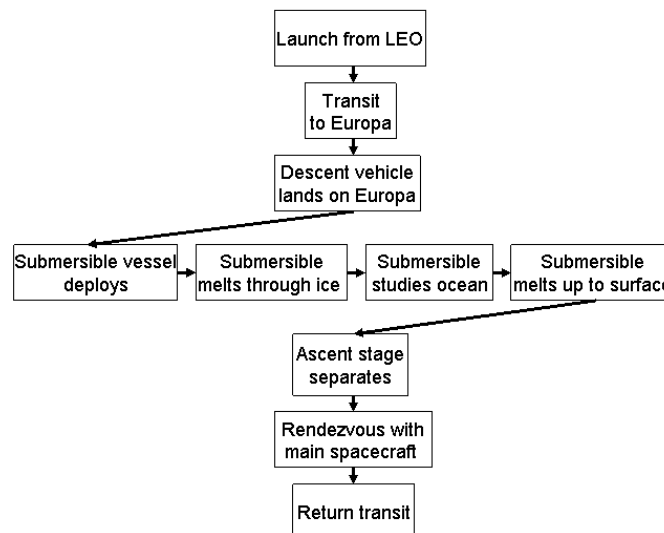 Launch from LEO
Transit
to Europa
Descent vehicle
lands on Europa
Submersible vessel
deploys
Submersible
melts through ice
Submersible
studies ocean
Submersible
melts up to surface
Ascent stage
separates
Rendezvous with
main spacecraft
Return transit